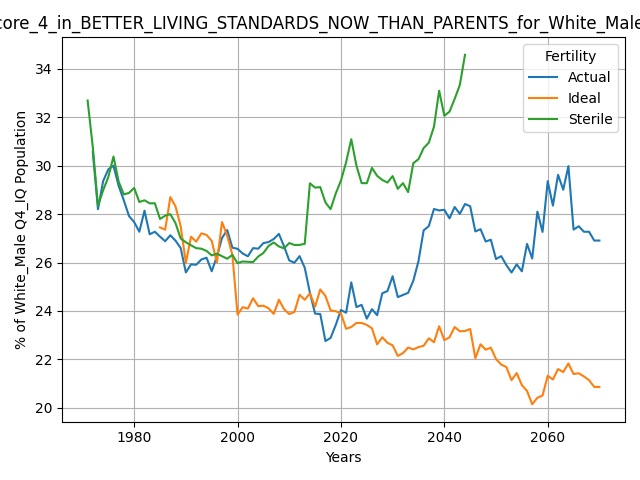 core_4_in_BETTER_LIVING_STANDARDS_NOW_THAN_PARENTS_for_White_Male
Fertility
Actual
Ideal
Sterile
% of White_Male Q4_IQ Population
34
32
30
28
26
24
22
20
1980
2000
2020
2040
2060
Years